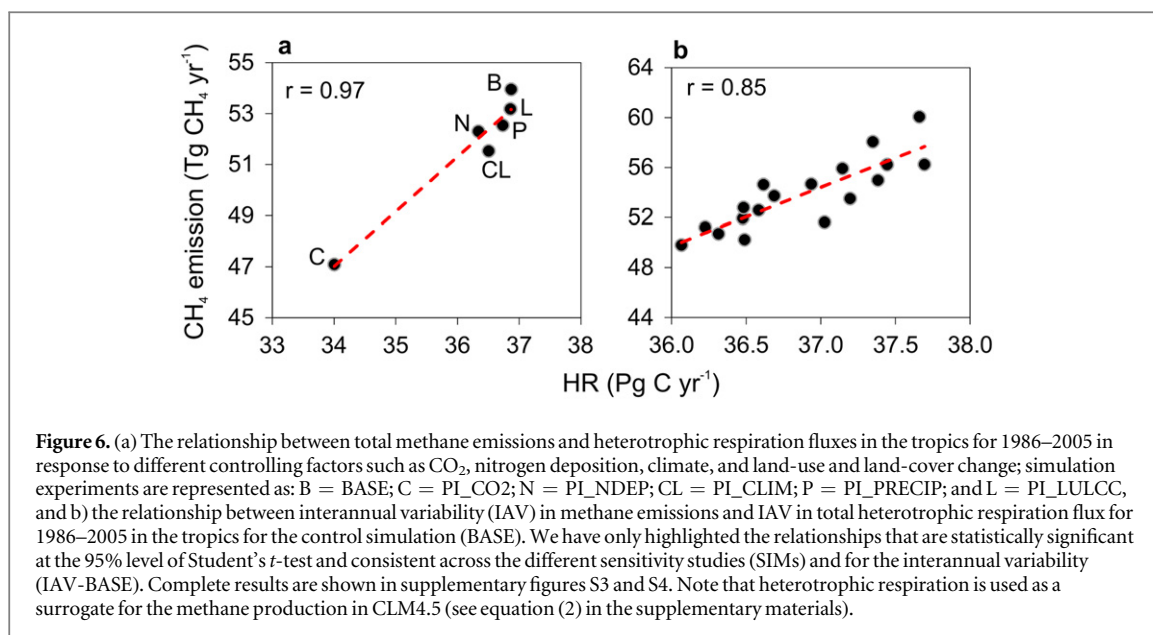 a
b
CH₄ emission (Tg CH₄ yr⁻¹)
55
53
51
49
47
45
r = 0.97
B
L
N
P
CL
C
33 34 35 36 37 38
64
60
56
52
48
44
r = 0.85
36.0 36.5 37.0 37.5 38.0
HR (Pg C yr⁻¹)
Figure 6. (a) The relationship between total methane emissions and heterotrophic respiration fluxes in the tropics for 1986–2005 in
response to different controlling factors such as CO₂, nitrogen deposition, climate, and land-use and land-cover change; simulation
experiments are represented as: B = BASE; C = PI_CO2; N = PI_NDEP; CL = PI_CLIM; P = PI_PRECIP; and L = PI_LULCC,
and b) the relationship between interannual variability (IAV) in methane emissions and IAV in total heterotrophic respiration flux for
1986–2005 in the tropics for the control simulation (BASE). We have only highlighted the relationships that are statistically significant
at the 95% level of Student's t-test and consistent across the different sensitivity studies (SIMs) and for the interannual variability
(IAV-BASE). Complete results are shown in supplementary figures S3 and S4. Note that heterotrophic respiration is used as a
surrogate for the methane production in CLM4.5 (see equation (2) in the supplementary materials).